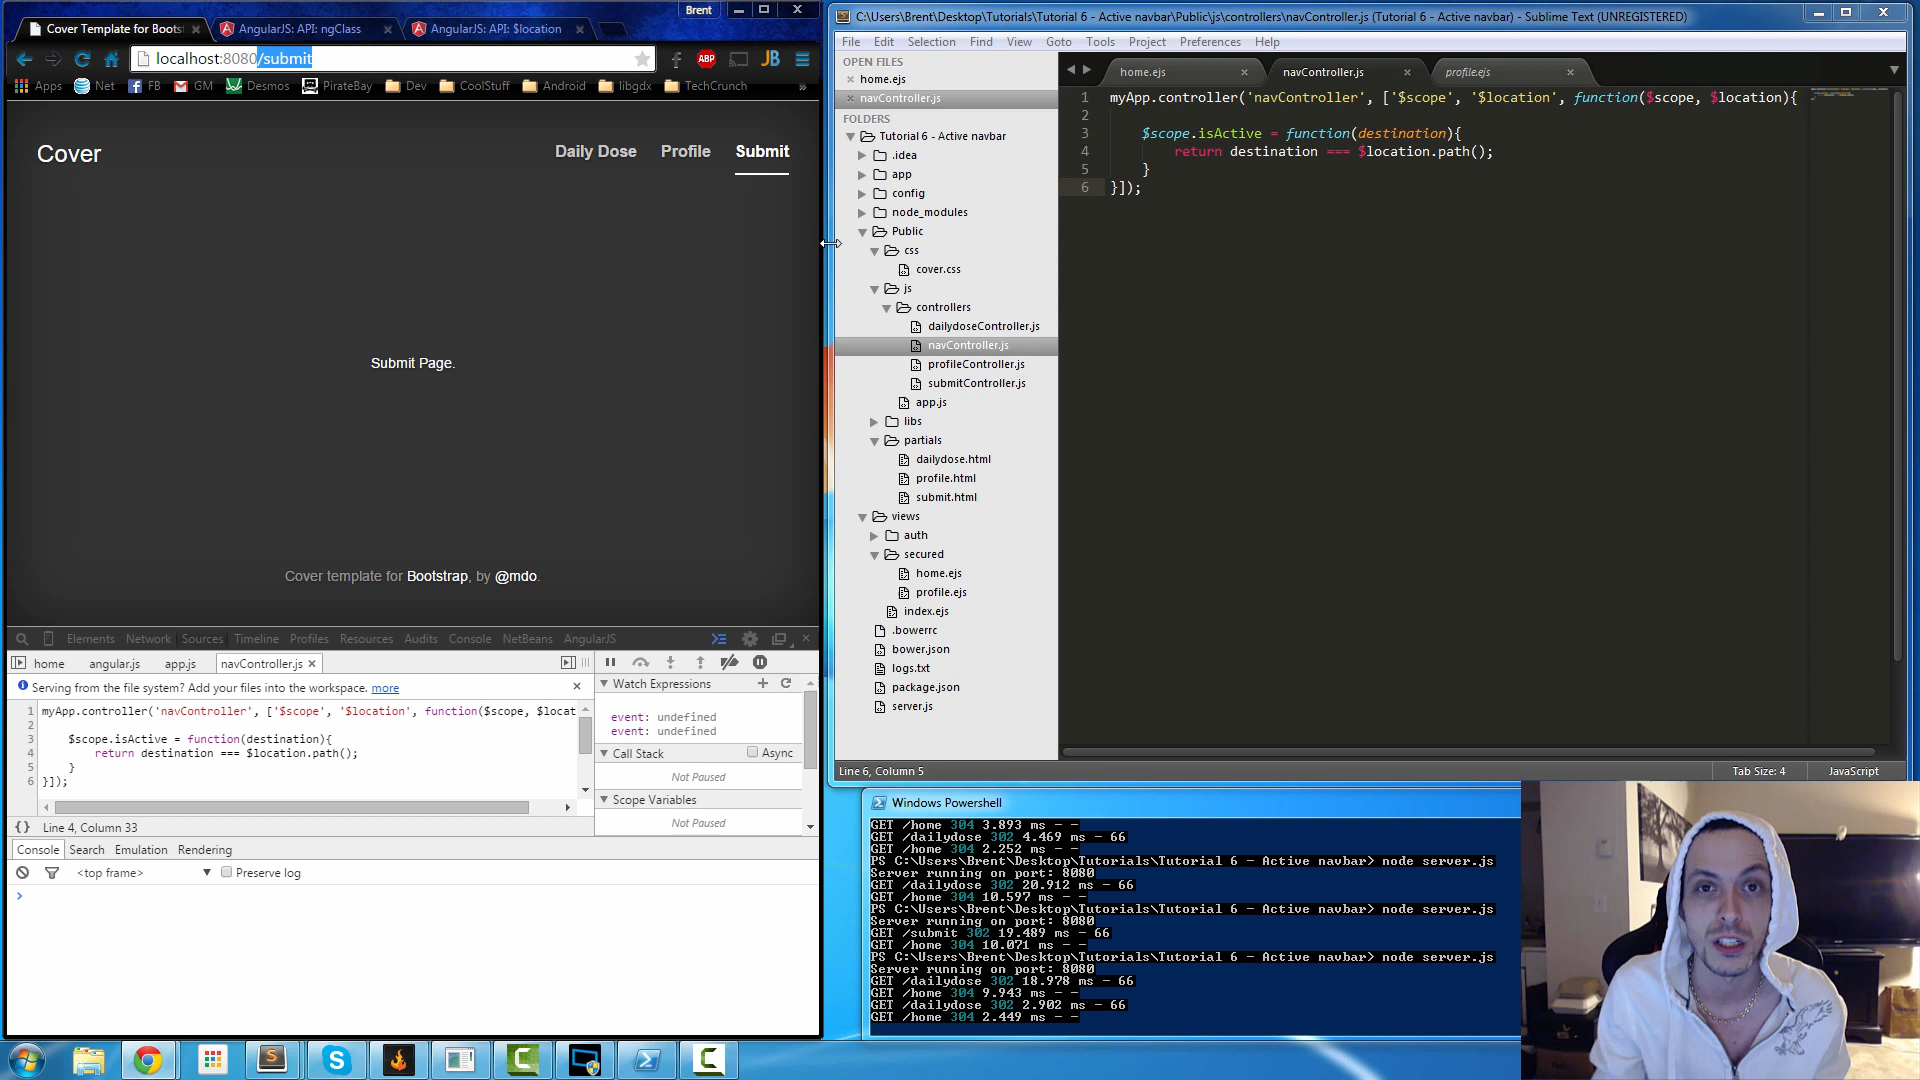 Brent
Cover Template for Boots
AngularJS: API: ngClass
AngularJS: API: $location
localhost:8080/submit
ABP
JB
Apps
Net
FB
GM
Desmos
PirateBay
Dev
CoolStuff
Android
libgdx
TechCrunch
»
Cover
Daily Dose
Profile
Submit
Submit Page.
Cover template for Bootstrap, by @mdo.
Elements Network Sources Timeline Profiles Resources Audits Console NetBeans AngularJS
home
angular.js
app.js
navController.js
Serving from the file system? Add your files into the workspace. more
1 myApp.controller('navController', ['$scope', '$location', function($scope, $locat
2
3 $scope.isActive = function(destination){
4 return destination === $location.path();
5 }
6 }]);
{} Line 4, Column 33
Watch Expressions
event: undefined
event: undefined
Call Stack
Async
Not Paused
Scope Variables
Not Paused
Console Search Emulation Rendering
<top frame>
Preserve log
>
C:\Users\Brent\Desktop\Tutorials\Tutorial 6 - Active navbar\Public\js\controllers\navController.js (Tutorial 6 - Active navbar) - Sublime Text (UNREGISTERED)
File Edit Selection Find View Goto Tools Project Preferences Help
OPEN FILES
home.ejs
navController.js
FOLDERS
Tutorial 6 - Active navbar
.idea
app
config
node_modules
Public
css
cover.css
js
controllers
dailydoseController.js
navController.js
profileController.js
submitController.js
app.js
libs
partials
dailydose.html
profile.html
submit.html
views
auth
secured
home.ejs
profile.ejs
index.ejs
.bowerrc
bower.json
logs.txt
package.json
server.js
home.ejs
navController.js
profile.ejs
1 myApp.controller('navController', ['$scope', '$location', function($scope, $location){
2
3 $scope.isActive = function(destination){
4 return destination === $location.path();
5 }
6 }]);
Line 6, Column 5
Tab Size: 4
JavaScript
Windows Powershell
GET /home 304 3.893 ms - -
GET /dailydose 302 4.469 ms - 66
GET /home 304 2.252 ms - -
PS C:\Users\Brent\Desktop\Tutorials\Tutorial 6 - Active navbar> node server.js
Server running on port: 8080
GET /dailydose 302 20.912 ms - 66
GET /home 304 10.597 ms - -
PS C:\Users\Brent\Desktop\Tutorials\Tutorial 6 - Active navbar> node server.js
Server running on port: 8080
GET /submit 302 19.489 ms - 66
GET /home 304 10.071 ms - -
PS C:\Users\Brent\Desktop\Tutorials\Tutorial 6 - Active navbar> node server.js
Server running on port: 8080
GET /dailydose 302 18.978 ms - 66
GET /home 304 9.943 ms - -
GET /dailydose 302 2.902 ms - 66
GET /home 304 2.449 ms - -